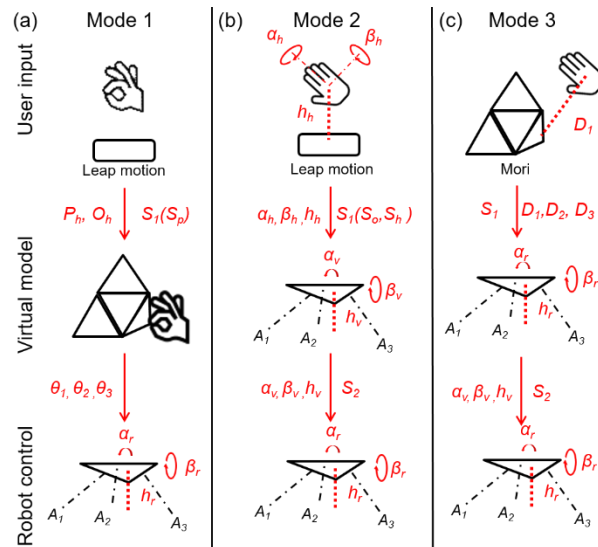 (a) Mode 1
(b) Mode 2
(c) Mode 3
User input
Leap motion
α_h
β_h
h_h
Leap motion
D_1
Mori
P_h, O_h
S_1(S_p)
α_h, β_h, h_h
S_1(S_o, S_h)
S_1
D_1, D_2, D_3
Virtual model
α_v
β_v
h_v
A_1
A_2
A_3
α_r
β_r
h_r
A_1
A_2
A_3
θ_1, θ_2, θ_3
α_v, β_v, h_v
S_2
α_v, β_v, h_v
S_2
Robot control
α_r
β_r
h_r
A_1
A_2
A_3
α_r
β_r
h_r
A_1
A_2
A_3
α_r
β_r
h_r
A_1
A_2
A_3